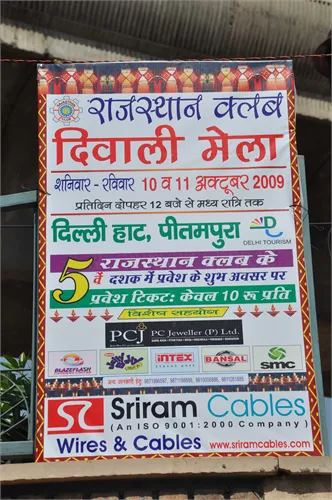 राजस्थान क्लब
दिवाली मेला
शनिवार - रविवार 10 व 11 अक्टूबर 2009
प्रतिदिन दोपहर 12 बजे से मध्य रात्रि तक
दिल्ली हाट, पीतमपुरा
DELHI TOURISM
राजस्थान क्लब के
5 वें दशक में प्रवेश के शुभ अवसर पर
प्रवेश टिकट: केवल 10 रू प्रति
विशेष सहयोग
PCJ PC Jeweller (P) Ltd.
BLAZEFLASH
INTEX
BANSAL
smc
Sriram Cables
(An ISO 9001:2000 Company)
Wires & Cables www.sriramcables.com